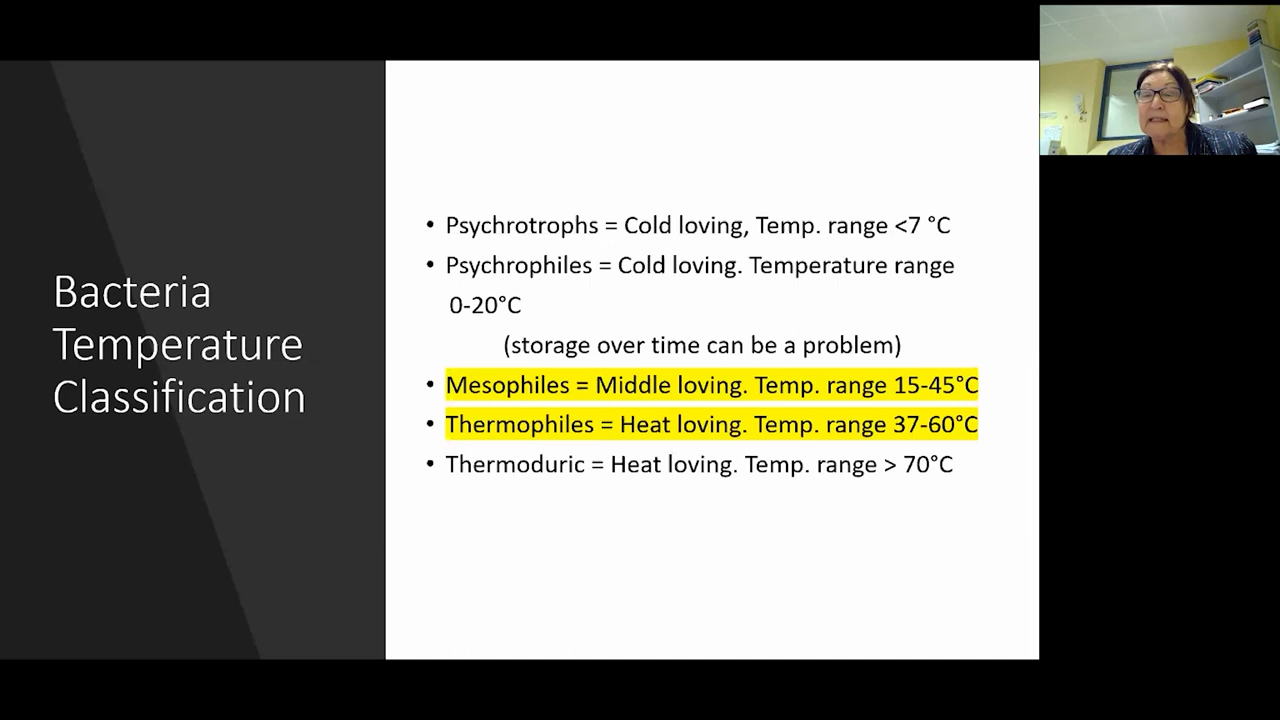 Bacteria
Temperature
Classification
• Psychrotrophs = Cold loving, Temp. range <7 °C
• Psychrophiles = Cold loving. Temperature range
0-20°C
(storage over time can be a problem)
• Mesophiles = Middle loving. Temp. range 15-45°C
• Thermophiles = Heat loving. Temp. range 37-60°C
• Thermoduric = Heat loving. Temp. range > 70°C